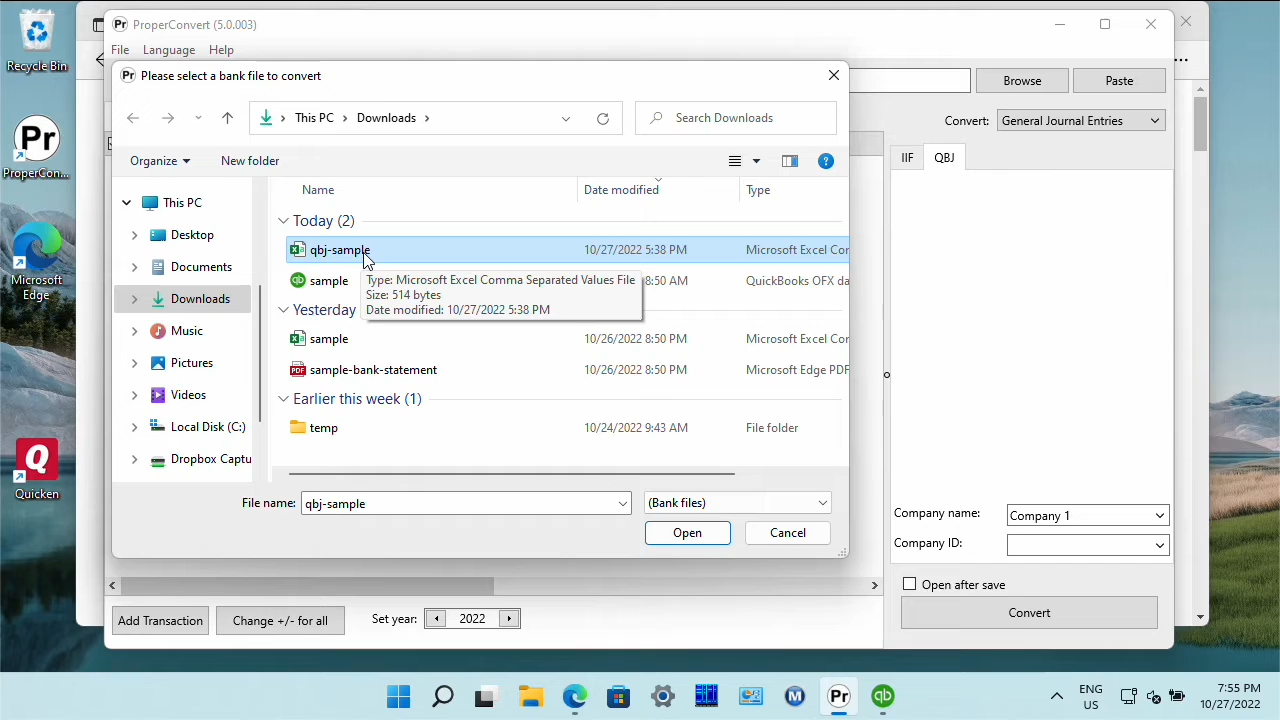 Recycle Bin
Pr
ProperCon...
Microsoft
Edge
Quicken
Pr ProperConvert (5.0.003)
File Language Help
Browse Paste
Convert: General Journal Entries
IIF QBJ
Pr Please select a bank file to convert
This PC Downloads
Search Downloads
Organize New folder
Name Date modified Type
This PC
Desktop
Documents
Downloads
Music
Pictures
Videos
Local Disk (C:)
Dropbox Captu
Today (2)
qbj-sample 10/27/2022 5:38 PM Microsoft Excel Cor
sample 8:50 AM QuickBooks OFX da
Type: Microsoft Excel Comma Separated Values File
Size: 514 bytes
Date modified: 10/27/2022 5:38 PM
Yesterday
sample 10/26/2022 8:50 PM Microsoft Excel Cor
sample-bank-statement 10/26/2022 8:50 PM Microsoft Edge PDF
Earlier this week (1)
temp 10/24/2022 9:43 AM File folder
File name: qbj-sample (Bank files)
Open Cancel
Company name: Company 1
Company ID:
Open after save
Convert
Add Transaction Change +/- for all Set year: 2022
ENG
US
7:55 PM
10/27/2022